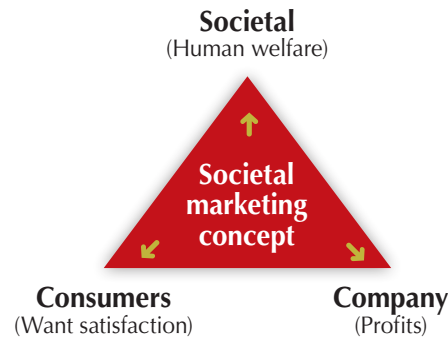 Societal
(Human welfare)
Societal
marketing
concept
Consumers
(Want satisfaction)
Company
(Profits)